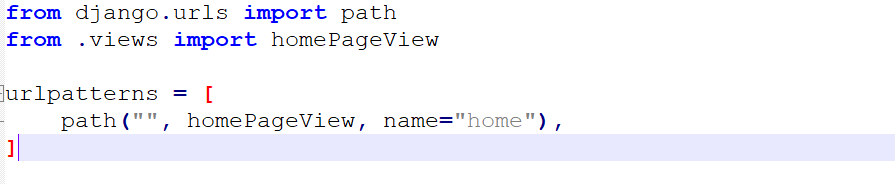 from django.urls import path
from .views import homePageView

urlpatterns = [
    path("", homePageView, name="home"),
]